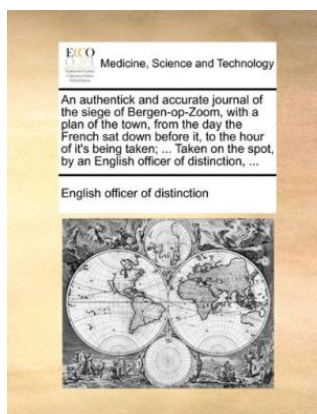 ECCO
Medicine, Science and Technology
An authentick and accurate journal of
the siege of Bergen-op-Zoom, with a
plan of the town, from the day the
French sat down before it, to the hour
of it's being taken; ... Taken on the spot,
by an English officer of distinction, ...
English officer of distinction